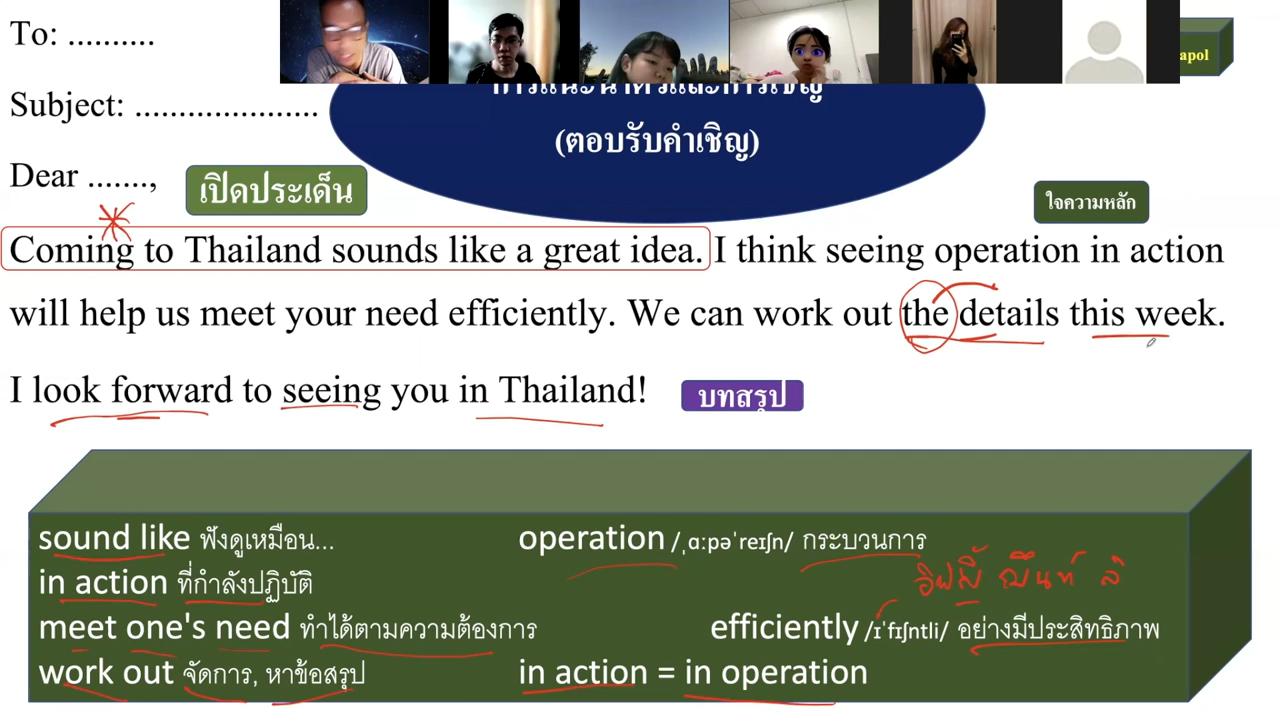 To: ..........
apol
Subject: .....................
(ตอบรับคำเชิญ)
Dear .......,
เปิดประเด็น
ใจความหลัก
Coming to Thailand sounds like a great idea. I think seeing operation in action
will help us meet your need efficiently. We can work out the details this week.
I look forward to seeing you in Thailand!
บทสรุป
sound like ฟังดูเหมือน...
operation /ˌɑːpəˈreɪʃn/ กระบวนการ
in action ที่กำลังปฏิบัติ
meet one's need ทำได้ตามความต้องการ
efficiently /ɪˈfɪʃntli/ อย่างมีประสิทธิภาพ
work out จัดการ, หาข้อสรุป
in action = in operation